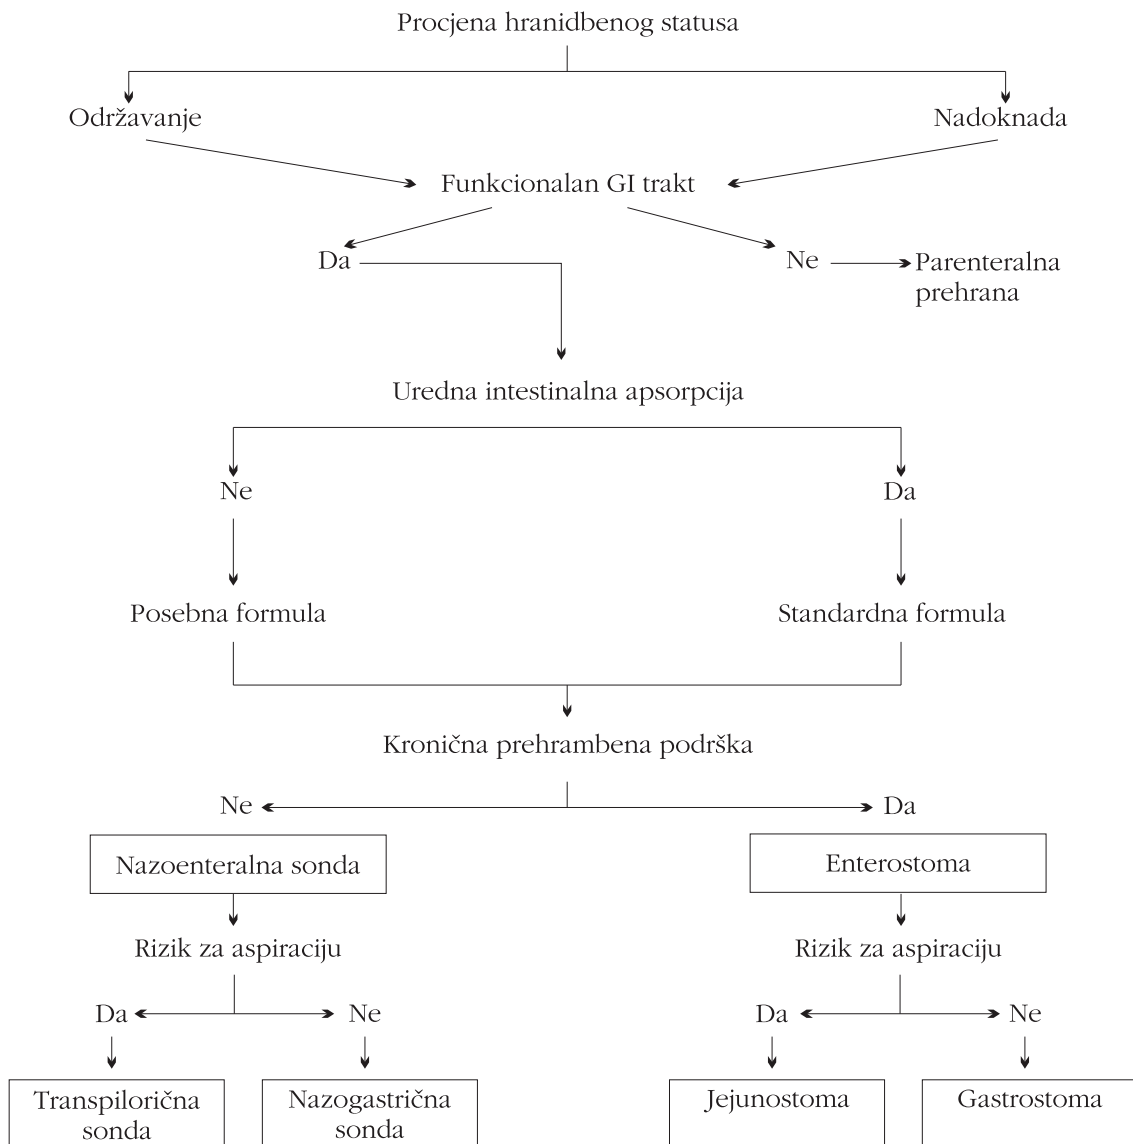 Procjena hranidbenog statusa
Održavanje
Nadoknada
Funkcionalan GI trakt
Da
Ne
Parenteralna
prehrana
Uredna intestinalna apsorpcija
Ne
Da
Posebna formula
Standardna formula
Kronična prehrambena podrška
Ne
Da
Nazoenteralna sonda
Enterostoma
Rizik za aspiraciju
Rizik za aspiraciju
Da
Ne
Da
Ne
Transpilorična
sonda
Nazogastrična
sonda
Jejunostoma
Gastrostoma